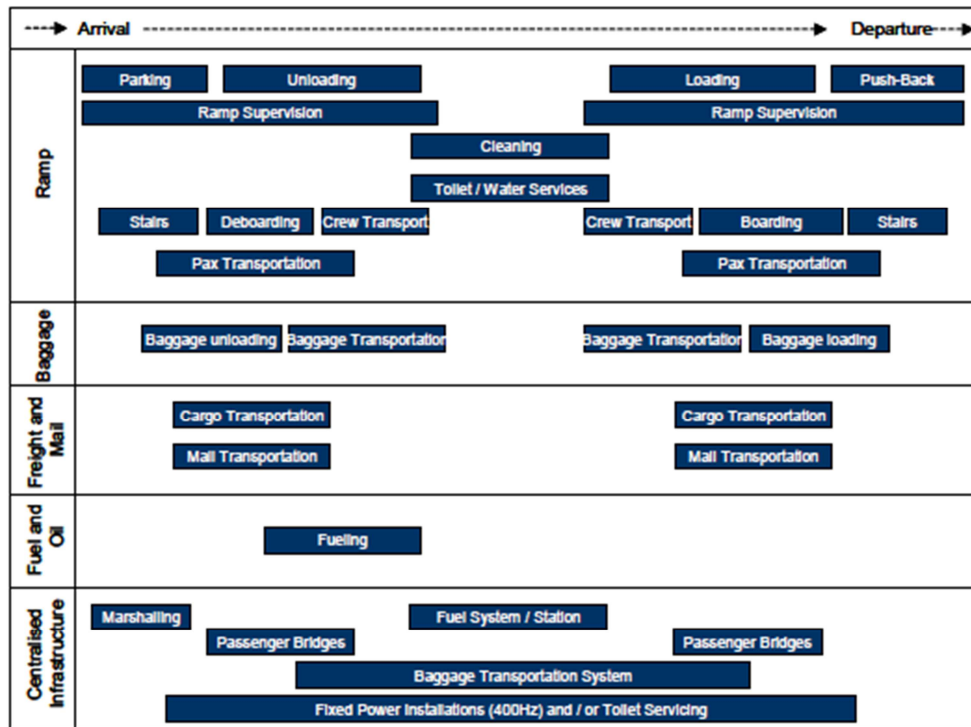 Arrival Departure
Ramp
Parking Unloading Loading Push-Back
Ramp Supervision Ramp Supervision
Cleaning
Toilet / Water Services
Stairs Deboarding Crew Transport Crew Transport Boarding Stairs
Pax Transportation Pax Transportation
Baggage
Baggage unloading Baggage Transportation Baggage Transportation Baggage loading
Freight and
Mail
Cargo Transportation Cargo Transportation
Mail Transportation Mail Transportation
Fuel and
Oil
Fueling
Centralised
Infrastructure
Marshalling Fuel System / Station
Passenger Bridges Passenger Bridges
Baggage Transportation System
Fixed Power Installations (400Hz) and / or Toilet Servicing